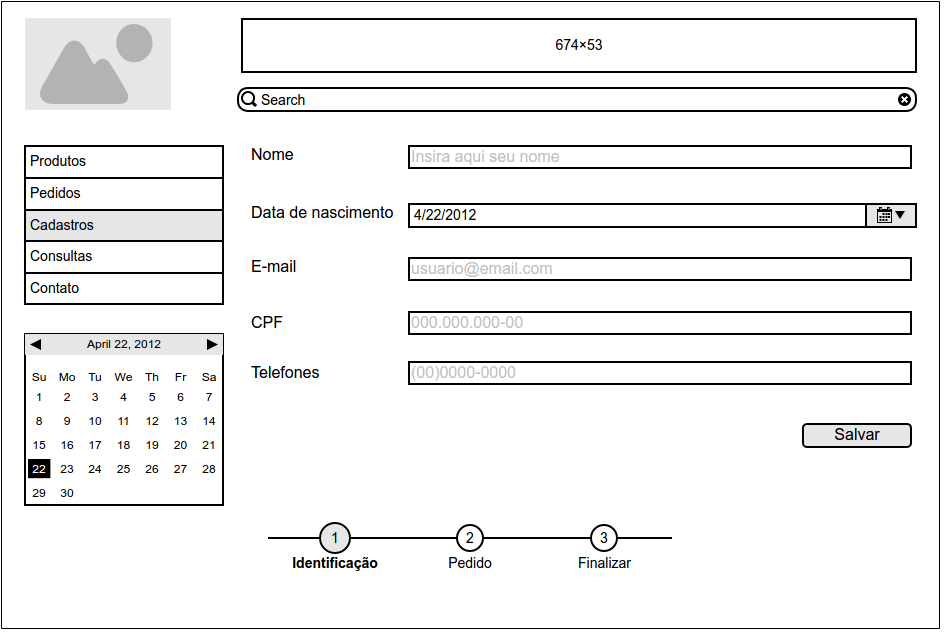 674×53
Search
Produtos
Pedidos
Cadastros
Consultas
Contato
April 22, 2012
Su Mo Tu We Th Fr Sa
1 2 3 4 5 6 7
8 9 10 11 12 13 14
15 16 17 18 19 20 21
22 23 24 25 26 27 28
29 30
Nome Insira aqui seu nome
Data de nascimento 4/22/2012
E-mail usuario@email.com
CPF 000.000.000-00
Telefones (00)0000-0000
Salvar
1 2 3
Identificação Pedido Finalizar